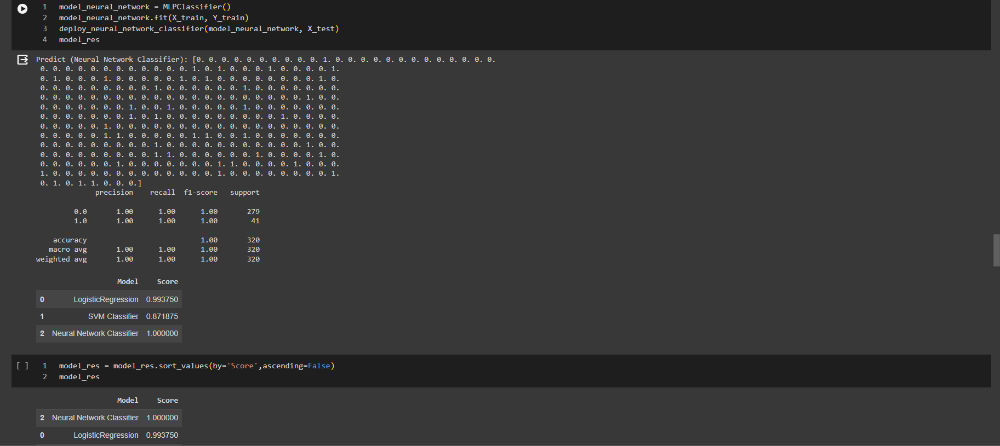 1 model_neural_network = MLPClassifier()
2 model_neural_network.fit(X_train, Y_train)
3 deploy_neural_network_classifier(model_neural_network, X_test)
4 model_res
Predict (Neural Network Classifier): [0. 0. 0. 0. 0. 0. 0. 0. 0. 0. 1. 0. 0. 0. 0. 0. 0. 0. 0. 0. 0. 0. 0. 0.
0. 0. 0. 0. 0. 0. 0. 0. 0. 0. 0. 0. 1. 0. 1. 0. 0. 0. 1. 0. 0. 0. 0. 1.
0. 1. 0. 0. 0. 1. 0. 0. 0. 0. 0. 1. 0. 1. 0. 0. 0. 0. 0. 0. 0. 0. 1. 0.
0. 0. 0. 0. 0. 0. 0. 0. 0. 1. 0. 0. 0. 0. 0. 0. 1. 0. 0. 0. 0. 0. 0. 0.
0. 0. 0. 0. 0. 0. 0. 0. 0. 0. 0. 0. 0. 0. 0. 0. 0. 0. 0. 0. 0. 1. 0. 0.
0. 0. 0. 0. 0. 0. 0. 1. 0. 0. 1. 0. 0. 0. 0. 0. 1. 0. 0. 0. 0. 0. 0. 0.
0. 0. 0. 0. 0. 0. 0. 1. 0. 1. 0. 0. 0. 0. 0. 0. 0. 0. 0. 1. 0. 0. 0. 0.
0. 0. 0. 0. 0. 1. 0. 0. 0. 0. 0. 0. 0. 0. 0. 0. 0. 0. 0. 0. 0. 0. 0. 0.
0. 0. 0. 0. 0. 1. 1. 0. 0. 0. 0. 0. 1. 1. 0. 0. 1. 0. 0. 0. 0. 0. 0. 0.
0. 0. 0. 0. 0. 0. 0. 0. 0. 1. 0. 0. 0. 0. 0. 0. 0. 0. 0. 0. 0. 1. 0. 0.
0. 0. 0. 0. 0. 0. 0. 0. 0. 1. 1. 0. 0. 0. 0. 0. 0. 1. 0. 0. 0. 0. 1. 0.
0. 0. 0. 0. 0. 0. 1. 0. 0. 0. 0. 0. 0. 0. 1. 1. 0. 0. 0. 0. 1. 0. 0. 0.
1. 0. 0. 0. 0. 0. 0. 0. 0. 0. 0. 0. 0. 0. 1. 0. 0. 0. 0. 0. 0. 0. 0. 1.
0. 1. 0. 1. 1. 0. 0. 0.]
precision recall f1-score support
0.0 1.00 1.00 1.00 279
1.0 1.00 1.00 1.00 41
accuracy 1.00 320
macro avg 1.00 1.00 1.00 320
weighted avg 1.00 1.00 1.00 320
Model Score
0 LogisticRegression 0.993750
1 SVM Classifier 0.871875
2 Neural Network Classifier 1.000000
[ ] 1 model_res = model_res.sort_values(by='Score',ascending=False)
2 model_res
Model Score
2 Neural Network Classifier 1.000000
0 LogisticRegression 0.993750